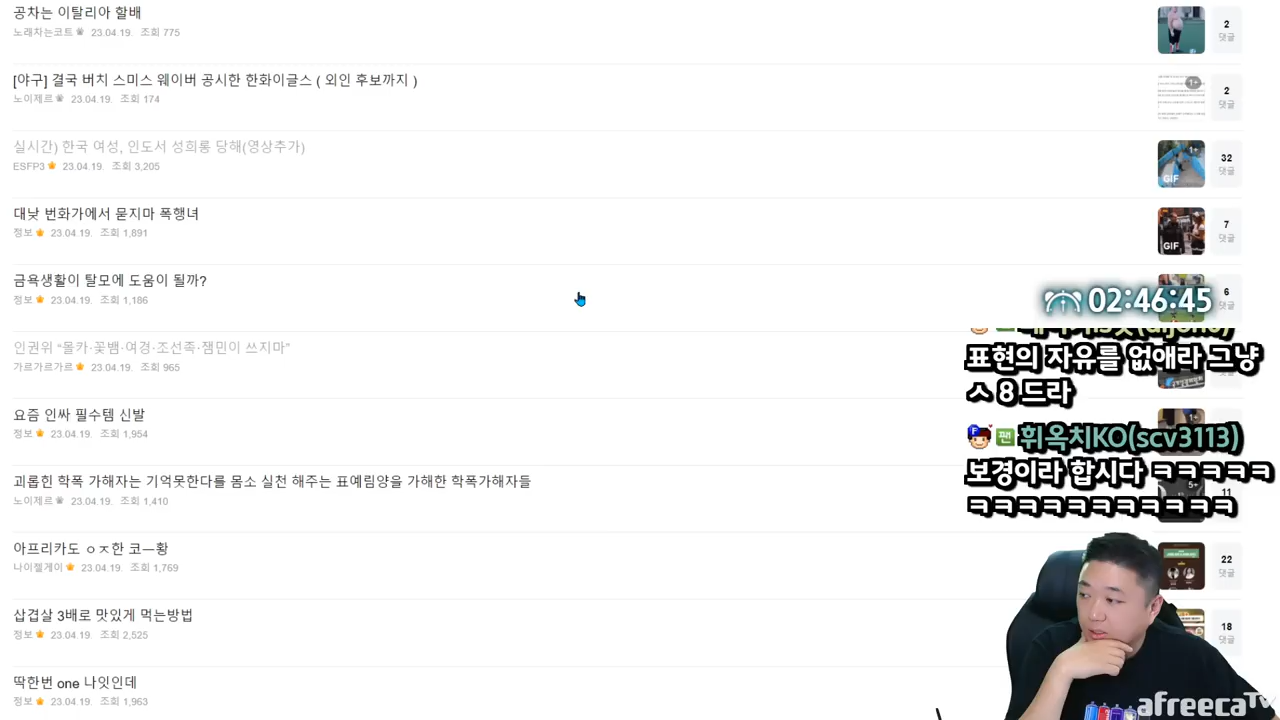 공차는 이탈리아 할배
노래차는코트 23.04.19. 조회 775
2
댓글
[야구] 결국 버치 스미스 웨이버 공시한 한화이글스 ( 외인 후보까지 )
노이제르 23.04.19. 조회 174
1+
2
댓글
실시간) 한국 여성, 인도서 성희롱 당해(영상추가)
ESFP3 23.04.19. 조회 3,205
1+
GIF
32
댓글
대낮 번화가에서 묻지마 폭행녀
정보 23.04.19. 조회 1,891
GIF
7
댓글
금욕생활이 탈모에 도움이 될까?
정보 23.04.19. 조회 1,186
6
댓글
02:46:45
인권위 “몰카·꽃뱀·여경·조선족·잼민이 쓰지마”
가르가르가르 23.04.19. 조회 965
표현의 자유를 없애라 그냥
ㅅ 8 드라
요즘 인싸 필수템 신발
정보 23.04.19. 조회 1,954
1+
휘옥치KO(scv3113)
보경이라 합시다 ㅋㅋㅋㅋㅋ
ㅋㅋㅋㅋㅋㅋㅋㅋㅋㅋㅋ
괴롭힌 학폭 가해자는 기억못한다를 몸소 실천 해주는 표예림양을 가해한 학폭가해자들
노이제르 23.04.19. 조회 1,410
5+
11
아프리카도 ㅇㅈ한 코ㅡ황
나이젤게이 23.04.19. 조회 1,769
22
댓글
삼겹살 3배로 맛있게 먹는방법
정보 23.04.19. 조회 2,525
18
댓글
딱한번 one 나잇인데
정보 23.04.19. 조회 1,963
afreecaTV